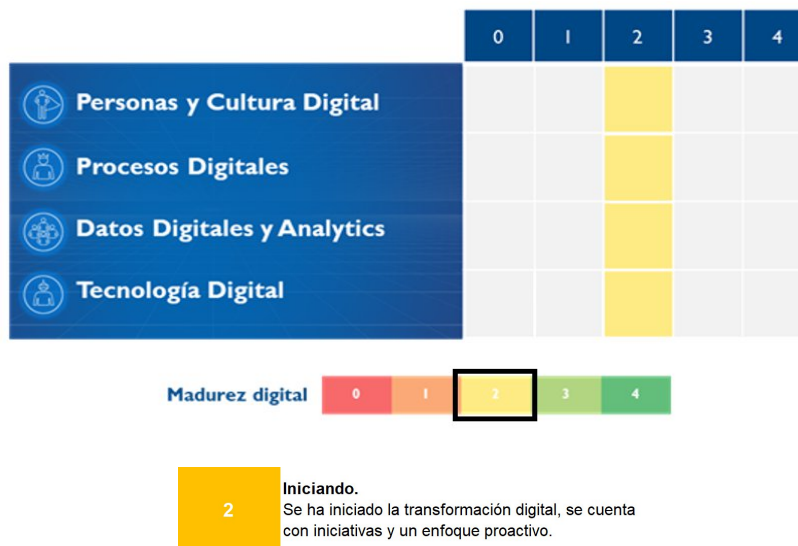 0 1 2 3 4
Personas y Cultura Digital
Procesos Digitales
Datos Digitales y Analytics
Tecnología Digital
Madurez digital 0 1 2 3 4
2
Iniciando.
Se ha iniciado la transformación digital, se cuenta
con iniciativas y un enfoque proactivo.